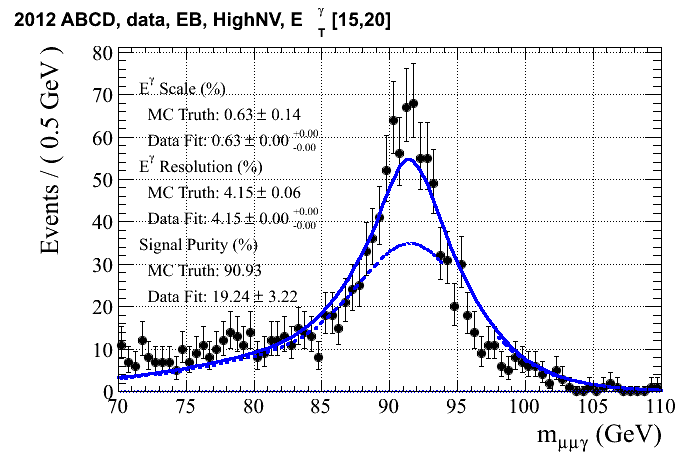 2012 ABCD, data, EB, HighNV, E γ T [15,20]
Events / ( 0.5 GeV )
80
70
60
50
40
30
20
10
0
Eγ Scale (%)
MC Truth: 0.63 ± 0.14
Data Fit: 0.63 ± 0.00 +0.00 -0.00
Eγ Resolution (%)
MC Truth: 4.15 ± 0.06
Data Fit: 4.15 ± 0.00 +0.00 -0.00
Signal Purity (%)
MC Truth: 90.93
Data Fit: 19.24 ± 3.22
70 75 80 85 90 95 100 105 110
mμμγ (GeV)